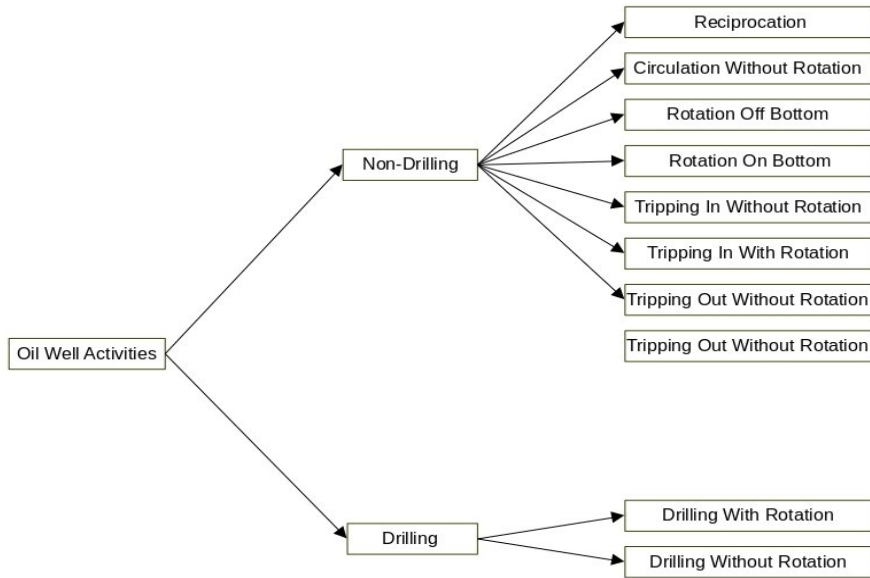 Reciprocation
Circulation Without Rotation
Rotation Off Bottom
Non-Drilling
Rotation On Bottom
Tripping In Without Rotation
Tripping In With Rotation
Tripping Out Without Rotation
Oil Well Activities
Tripping Out Without Rotation
Drilling With Rotation
Drilling
Drilling Without Rotation